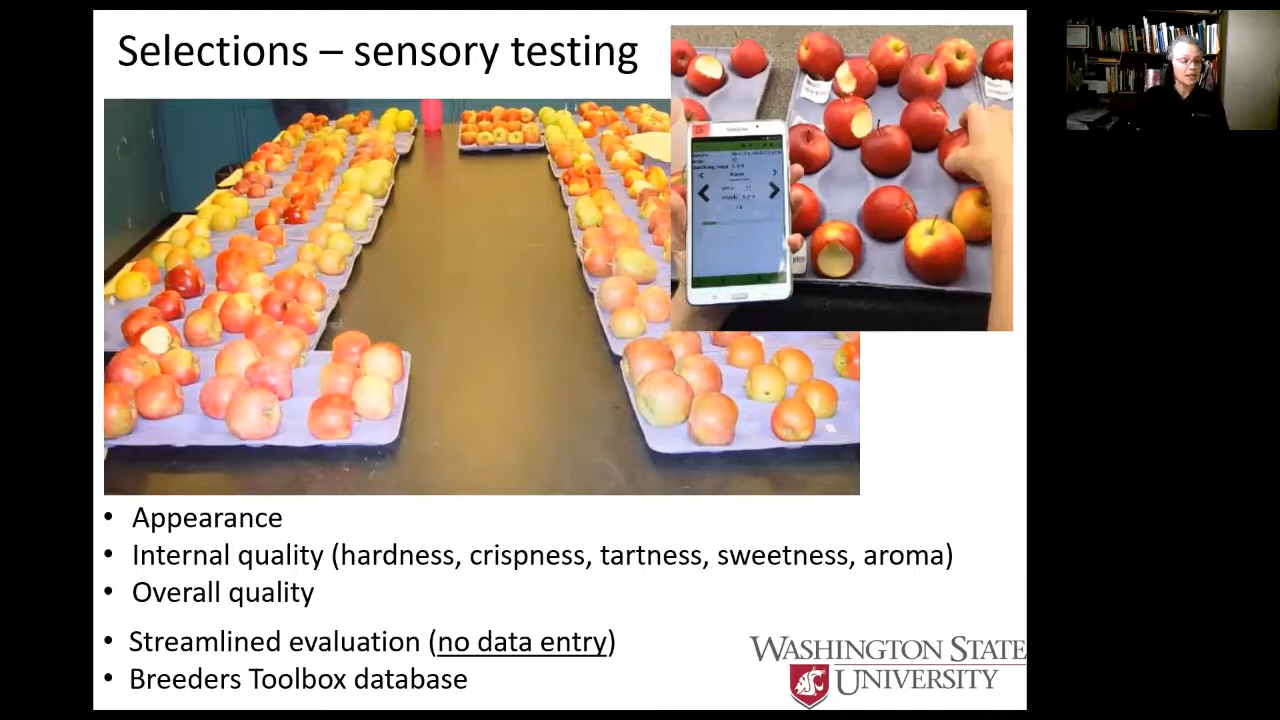 Selections – sensory testing
• Appearance
• Internal quality (hardness, crispness, tartness, sweetness, aroma)
• Overall quality
• Streamlined evaluation (no data entry)
• Breeders Toolbox database
WASHINGTON STATE
UNIVERSITY